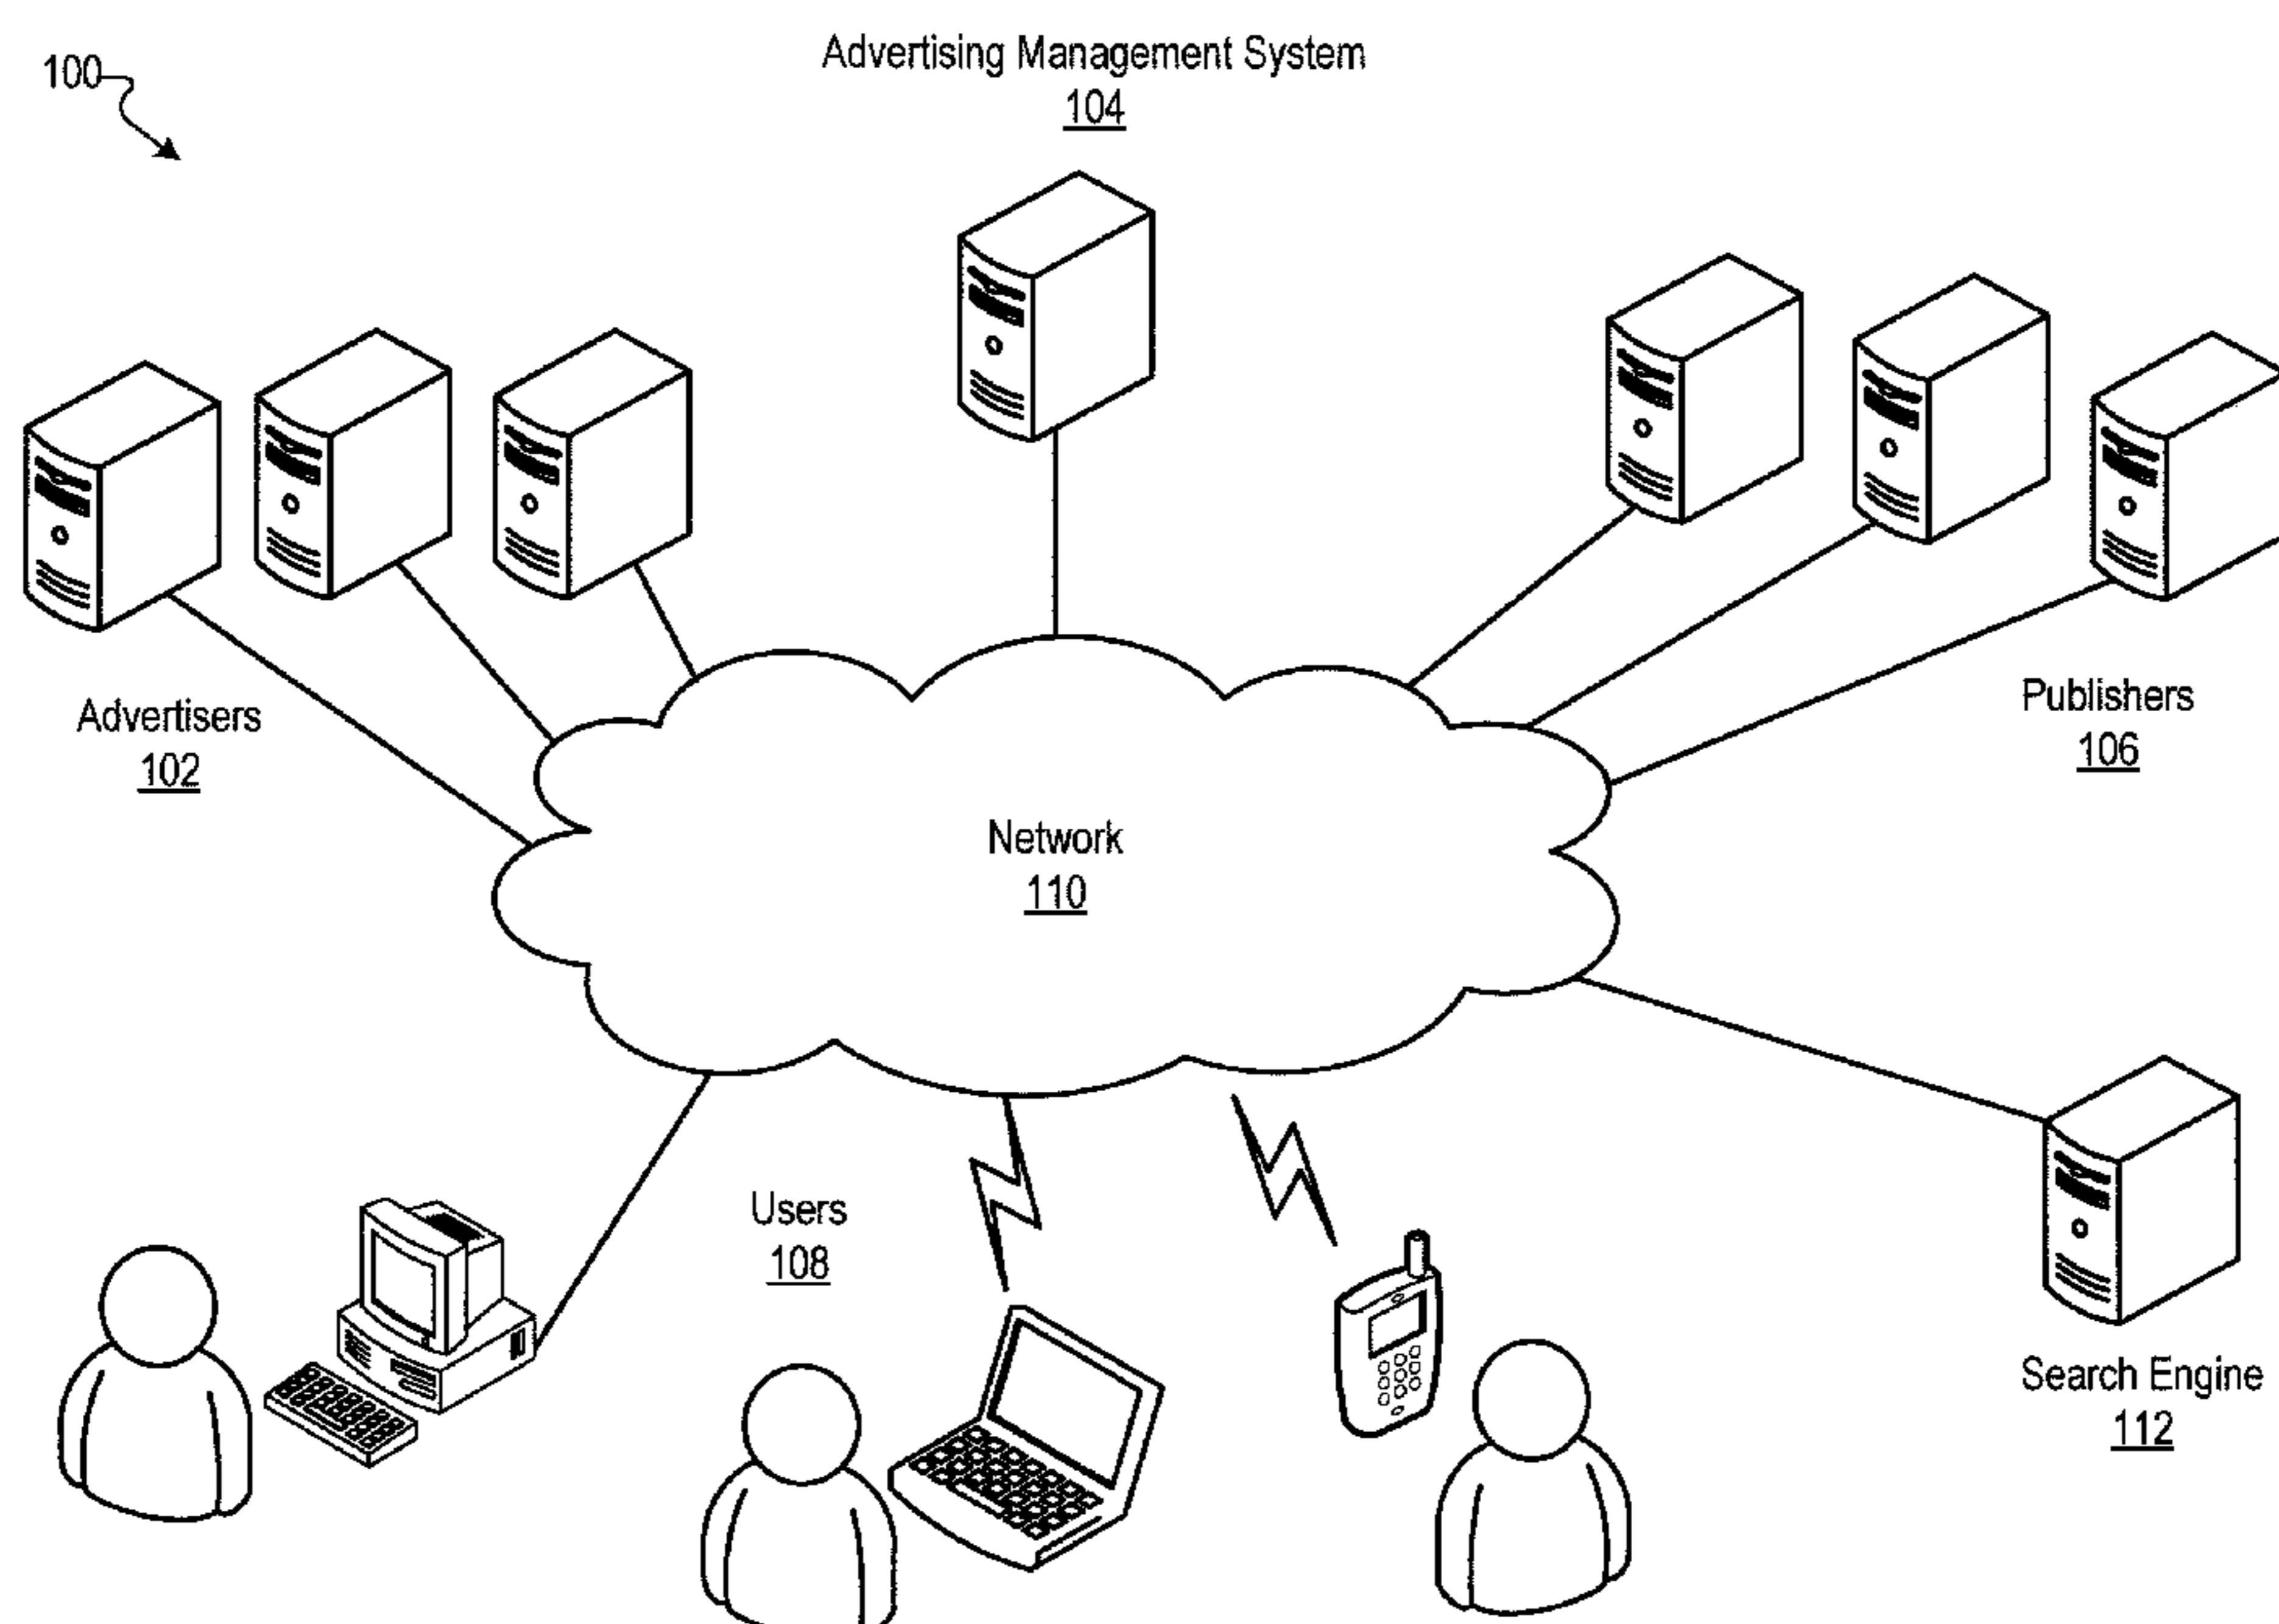 100
Advertising Management System
104
Advertisers
102
Publishers
106
Network
110
Users
108
Search Engine
112